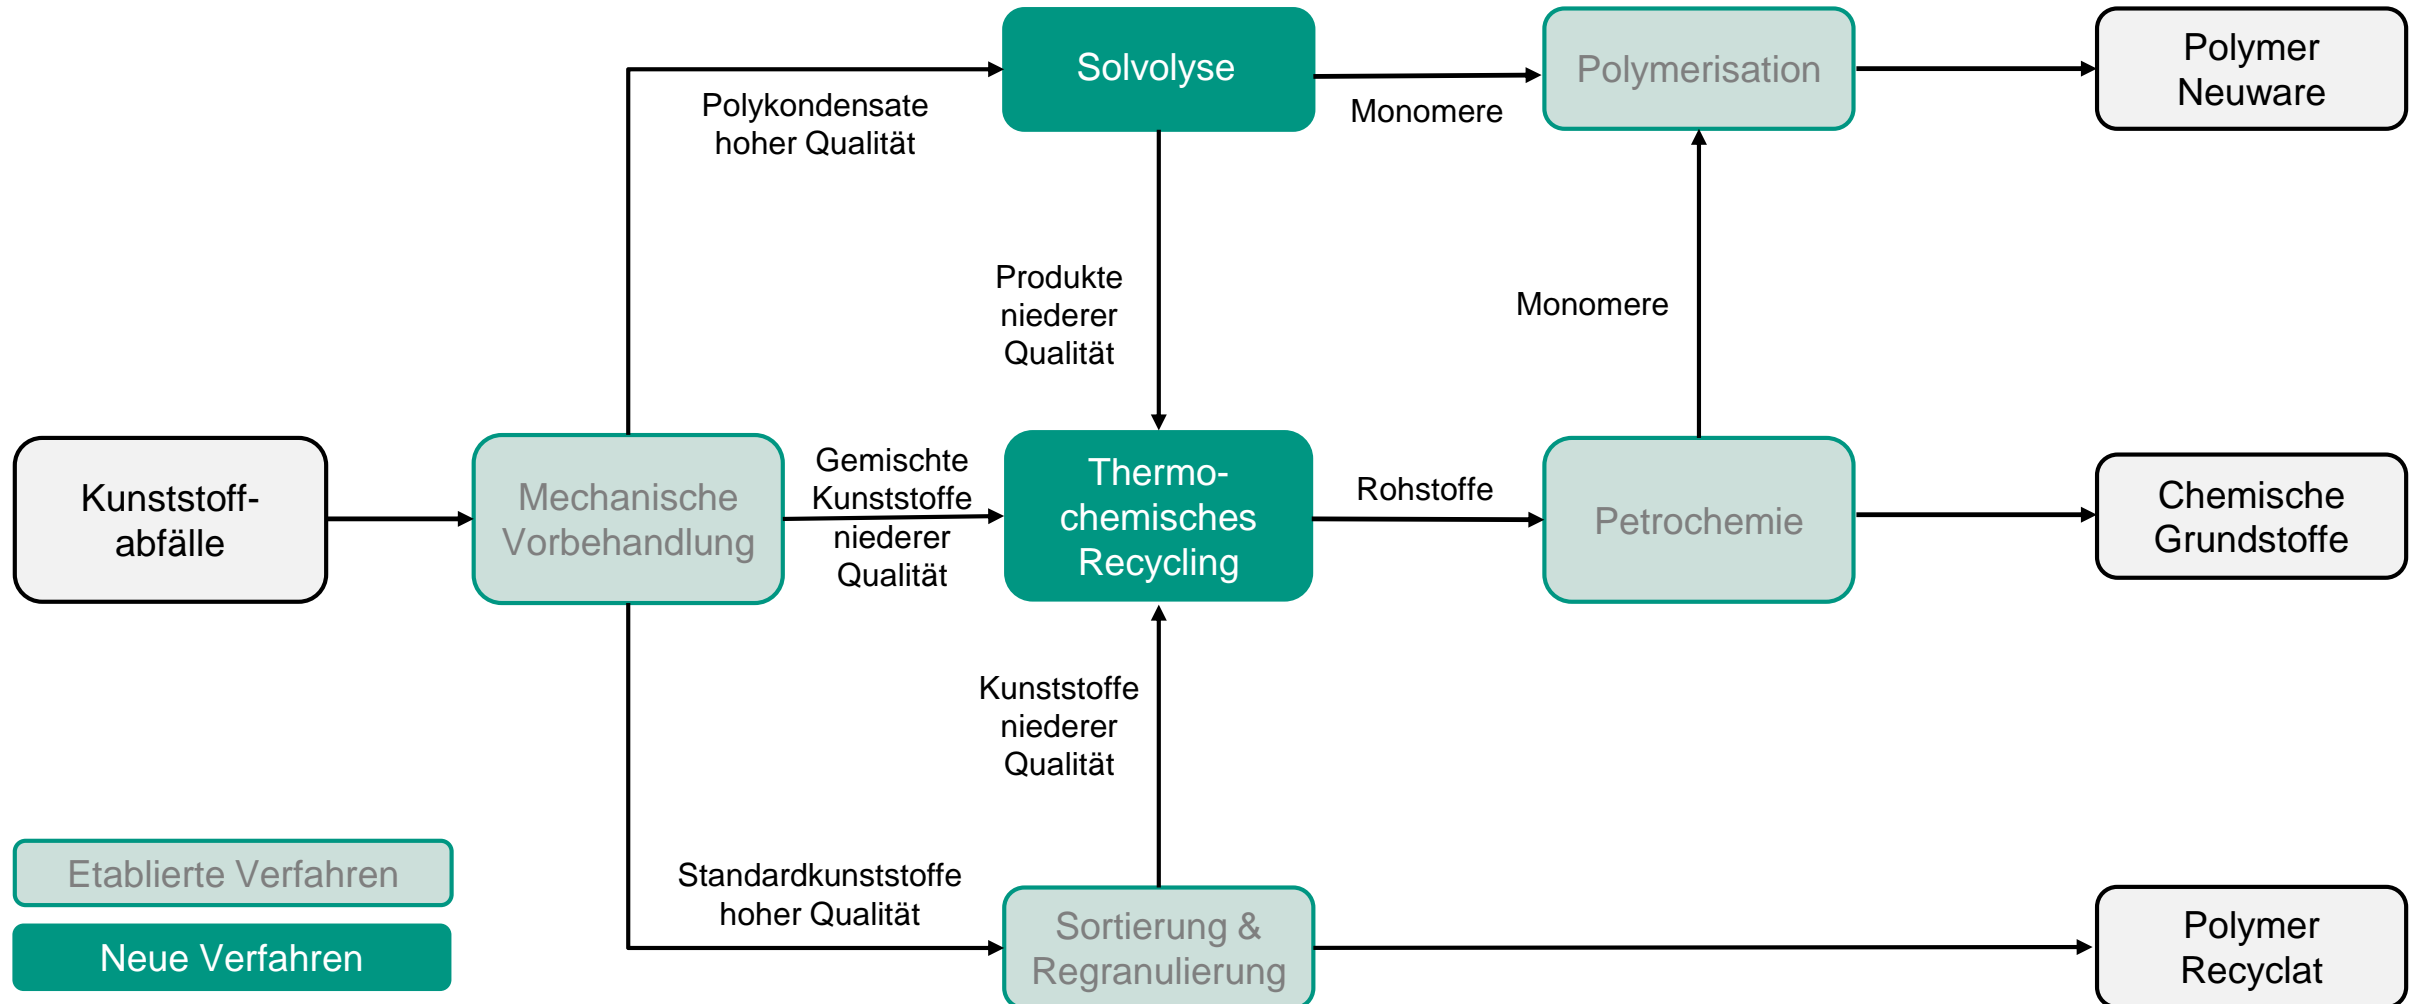 Solvolyse
Polymerisation
Polymer
Neuware
Polykondensate
hoher Qualität
Monomere
Produkte
niederer
Qualität
Monomere
Kunststoff-
abfälle
Mechanische
Vorbehandlung
Gemischte
Kunststoffe
niederer
Qualität
Thermo-
chemisches
Recycling
Rohstoffe
Petrochemie
Chemische
Grundstoffe
Kunststoffe
niederer
Qualität
Standardkunststoffe
hoher Qualität
Sortierung &
Regranulierung
Polymer
Recyclat
Etablierte Verfahren
Neue Verfahren